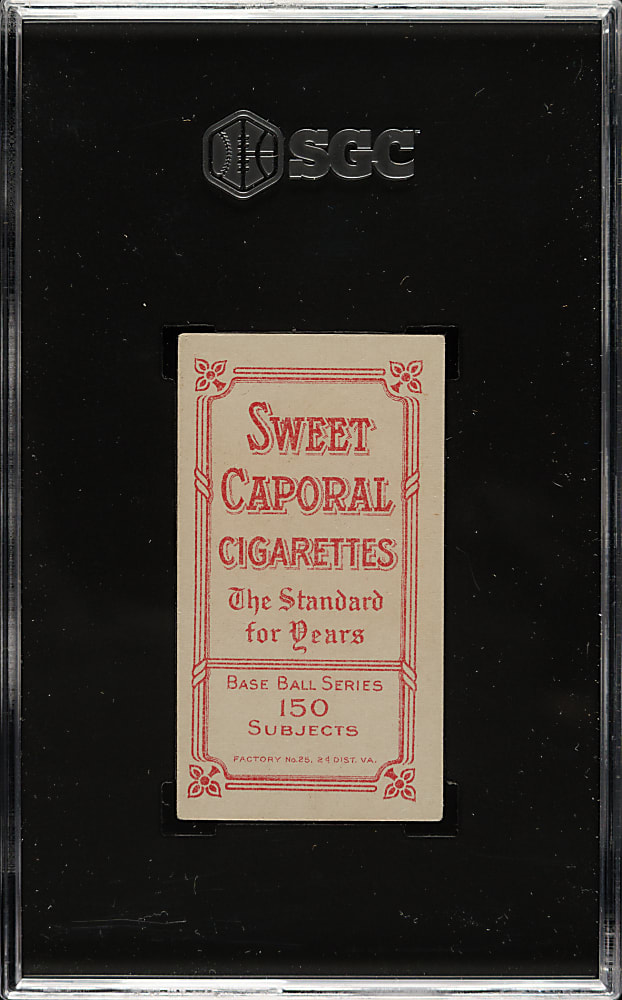 SGC
SWEET
CAPORAL
CIGARETTES
The Standard
for Years
BASE BALL SERIES
150
SUBJECTS
FACTORY No.25, 2d DIST. VA.